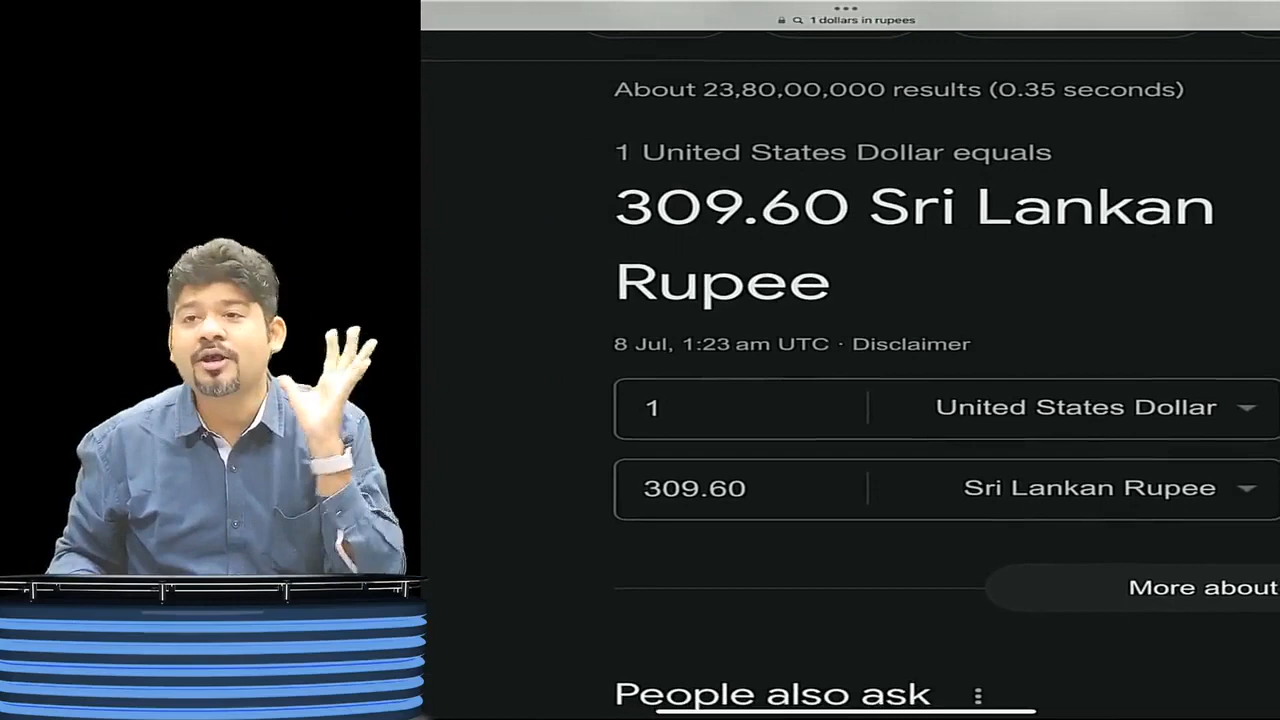 1 dollars in rupees
About 23,80,00,000 results (0.35 seconds)
1 United States Dollar equals
309.60 Sri Lankan
Rupee
8 Jul, 1:23 am UTC · Disclaimer
1 United States Dollar
309.60 Sri Lankan Rupee
More about
People also ask